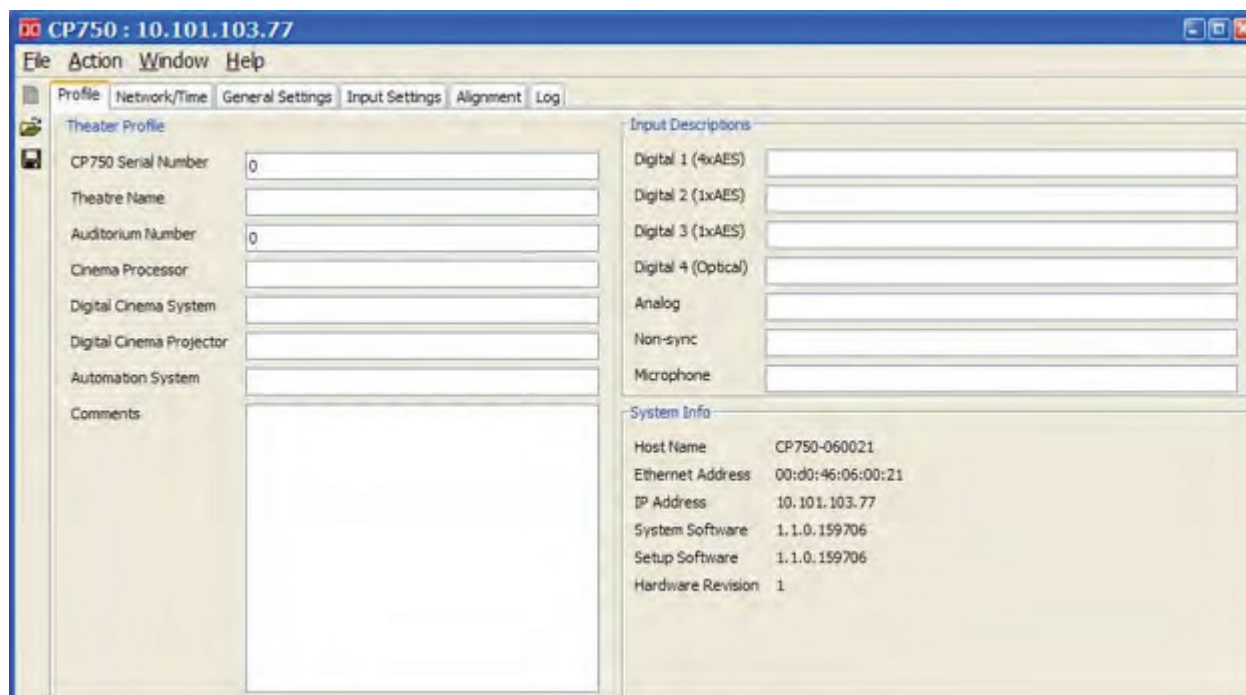 CP750 : 10.101.103.77
File Action Window Help
Profile Network/Time General Settings Input Settings Alignment Log
Theater Profile
CP750 Serial Number 0
Theatre Name
Auditorium Number 0
Cinema Processor
Digital Cinema System
Digital Cinema Projector
Automation System
Comments
Input Descriptions
Digital 1 (4xAES)
Digital 2 (1xAES)
Digital 3 (1xAES)
Digital 4 (Optical)
Analog
Non-sync
Microphone
System Info
Host Name CP750-060021
Ethernet Address 00:d0:46:06:00:21
IP Address 10.101.103.77
System Software 1.1.0.159706
Setup Software 1.1.0.159706
Hardware Revision 1